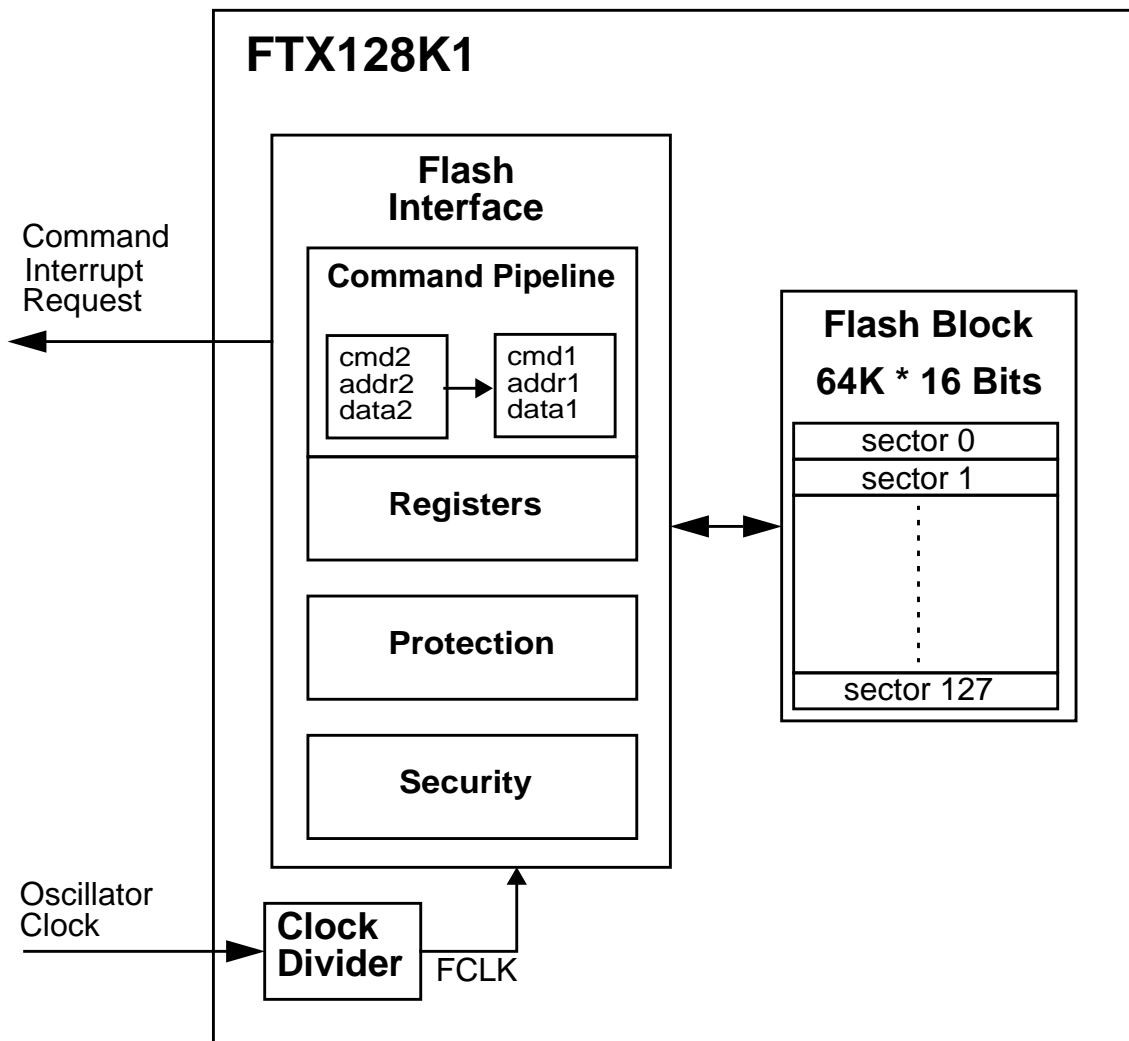 FTX128K1
Flash
Interface
Command
Interrupt
Request
Command Pipeline
cmd2
addr2
data2
cmd1
addr1
data1
Registers
Protection
Security
Flash Block
64K * 16 Bits
sector 0
sector 1
sector 127
Oscillator
Clock
Clock
Divider
FCLK